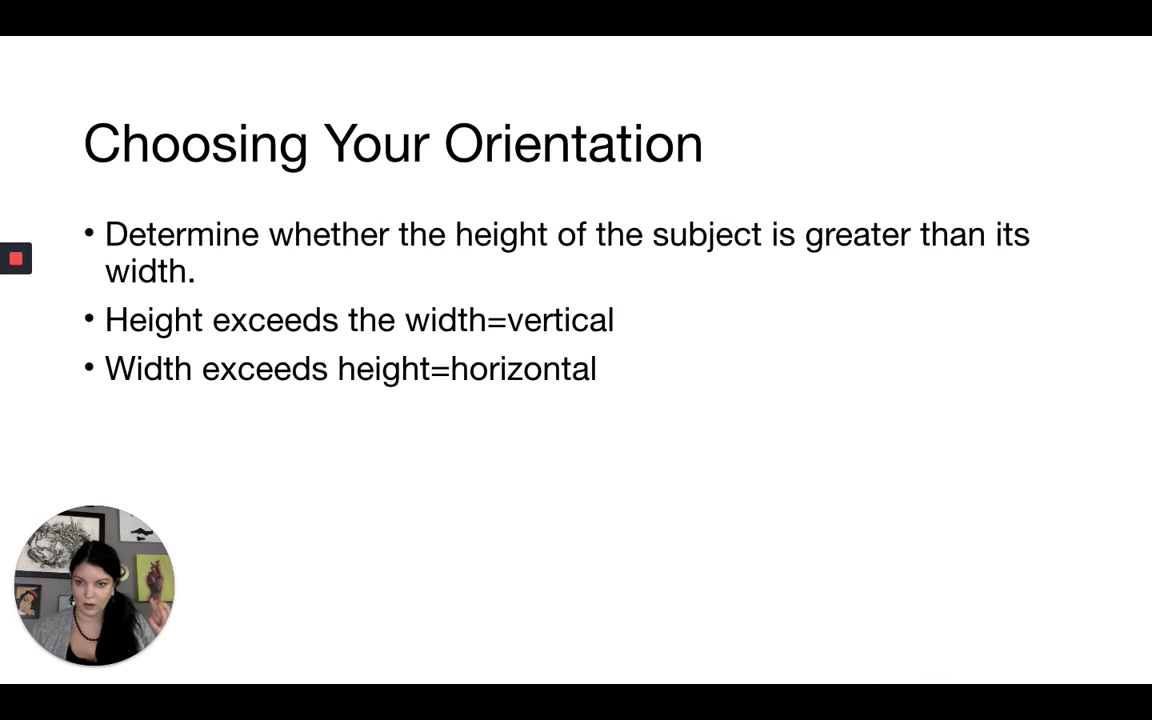 Choosing Your Orientation
• Determine whether the height of the subject is greater than its
width.
• Height exceeds the width=vertical
• Width exceeds height=horizontal